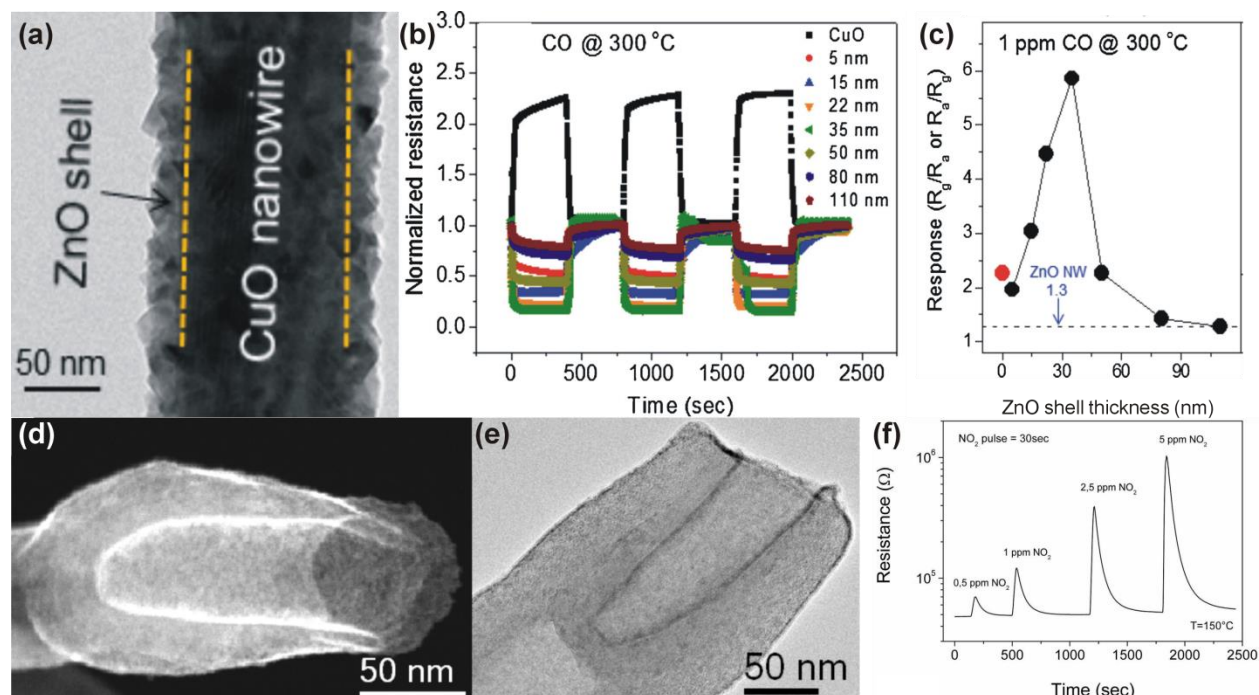 (a)
ZnO shell
CuO nanowire
50 nm
(b)
CO @ 300 °C
CuO
5 nm
15 nm
22 nm
35 nm
50 nm
80 nm
110 nm
Normalized resistance
3.0
2.5
2.0
1.5
1.0
0.5
0.0
0 500 1000 1500 2000 2500
Time (sec)
(c)
1 ppm CO @ 300 °C
Response (Rg/Ra or Ra/Rg)
6
5
4
3
2
1
ZnO NW
1.3
0 30 60 90
ZnO shell thickness (nm)
(d)
50 nm
(e)
50 nm
(f)
NO₂ pulse = 30sec
5 ppm NO₂
2,5 ppm NO₂
1 ppm NO₂
0,5 ppm NO₂
T=150°C
Resistance (Ω)
10⁶
10⁵
0 500 1000 1500 2000 2500
Time (sec)